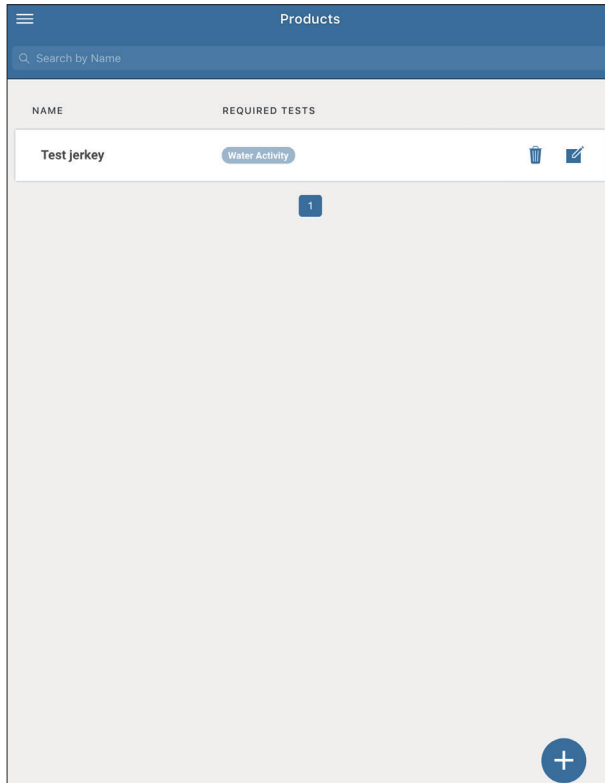 Products
Search by Name
NAME REQUIRED TESTS
Test jerkey Water Activity
1